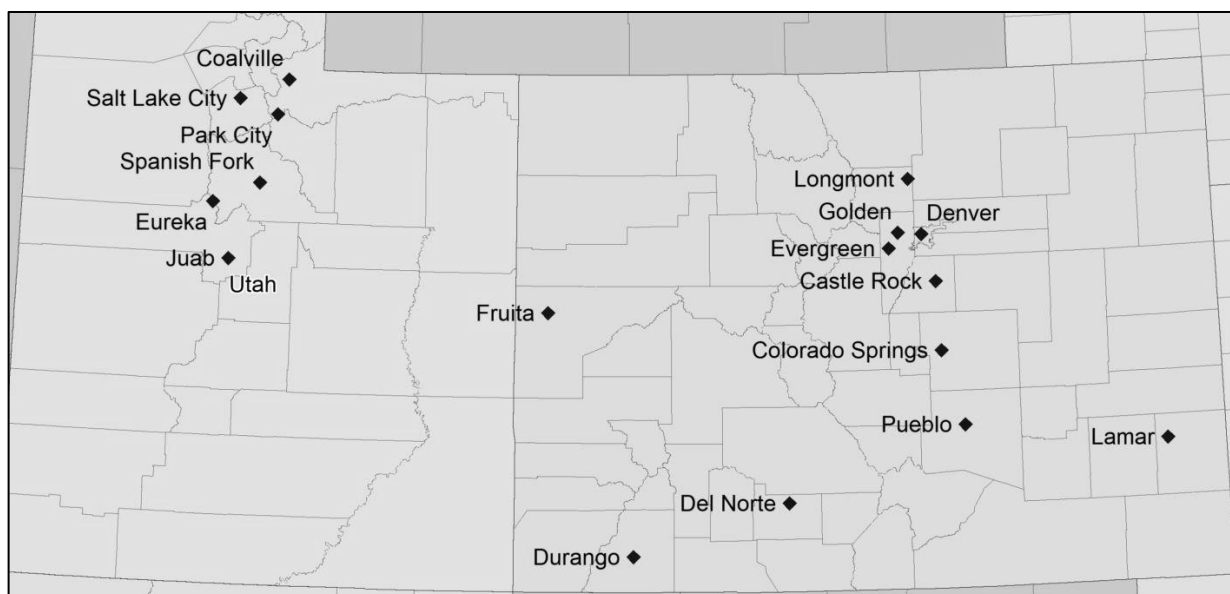 Coalville
Salt Lake City
Park City
Spanish Fork
Eureka
Juab
Utah
Longmont
Golden
Denver
Evergreen
Castle Rock
Fruita
Colorado Springs
Pueblo
Lamar
Del Norte
Durango